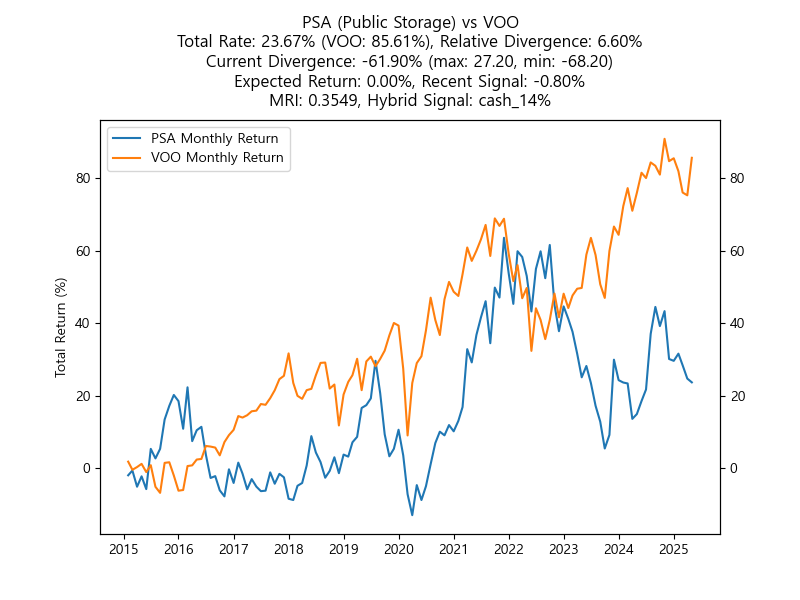 PSA (Public Storage) vs VOO
Total Rate: 23.67% (VOO: 85.61%), Relative Divergence: 6.60%
Current Divergence: -61.90% (max: 27.20, min: -68.20)
Expected Return: 0.00%, Recent Signal: -0.80%
MRI: 0.3549, Hybrid Signal: cash_14%
PSA Monthly Return
VOO Monthly Return
Total Return (%)
80
60
40
20
0
80
60
40
20
0
2015 2016 2017 2018 2019 2020 2021 2022 2023 2024 2025